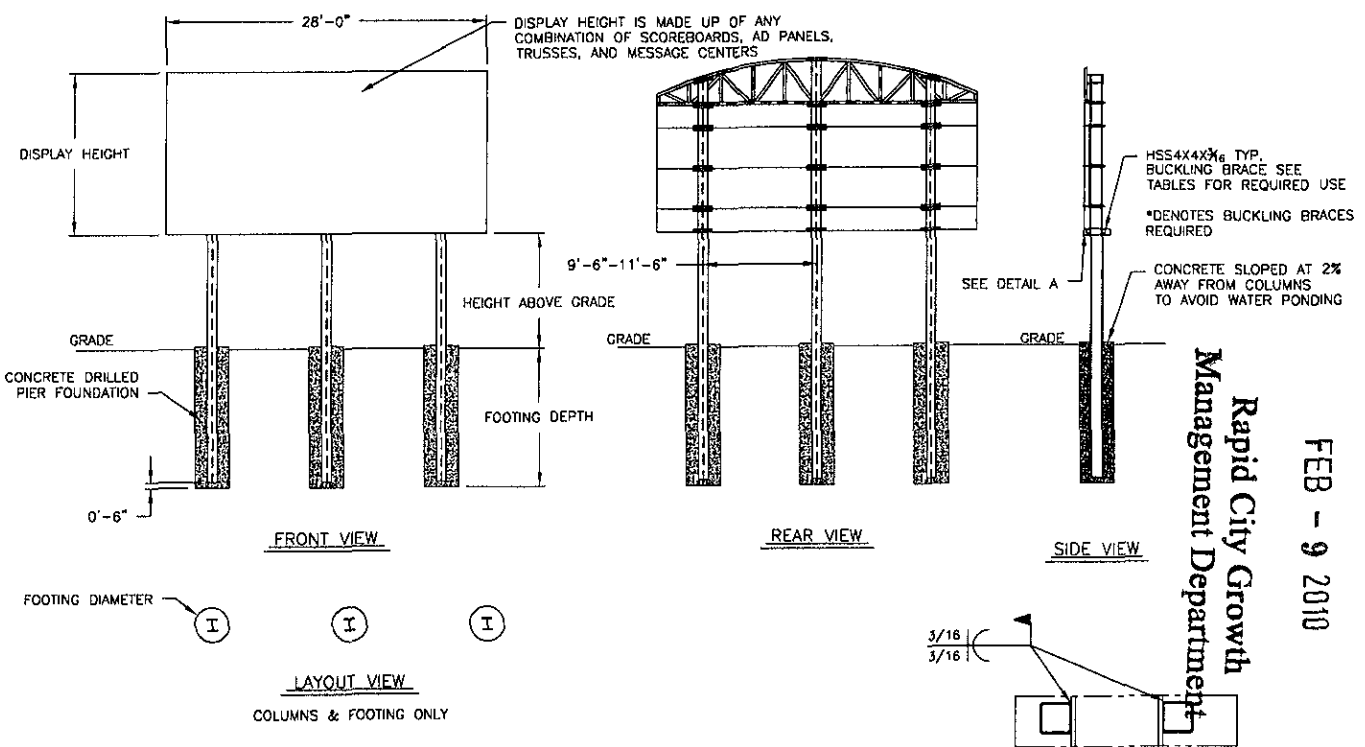 28'-0"
DISPLAY HEIGHT IS MADE UP OF ANY
COMBINATION OF SCOREBOARDS, AD PANELS,
TRUSSES, AND MESSAGE CENTERS
DISPLAY HEIGHT
HSS4X4X3/16 TYP.
BUCKLING BRACE SEE
TABLES FOR REQUIRED USE
*DENOTES BUCKLING BRACES
REQUIRED
9'-6"-11'-6"
SEE DETAIL A
HEIGHT ABOVE GRADE
CONCRETE SLOPED AT 2%
AWAY FROM COLUMNS
TO AVOID WATER PONDING
GRADE
GRADE
GRADE
CONCRETE DRILLED
PIER FOUNDATION
FOOTING DEPTH
0'-6"
FRONT VIEW
REAR VIEW
SIDE VIEW
FOOTING DIAMETER
I
I
I
LAYOUT VIEW
COLUMNS & FOOTING ONLY
3/16
3/16
FEB - 9 2010
Rapid City Growth
Management Department